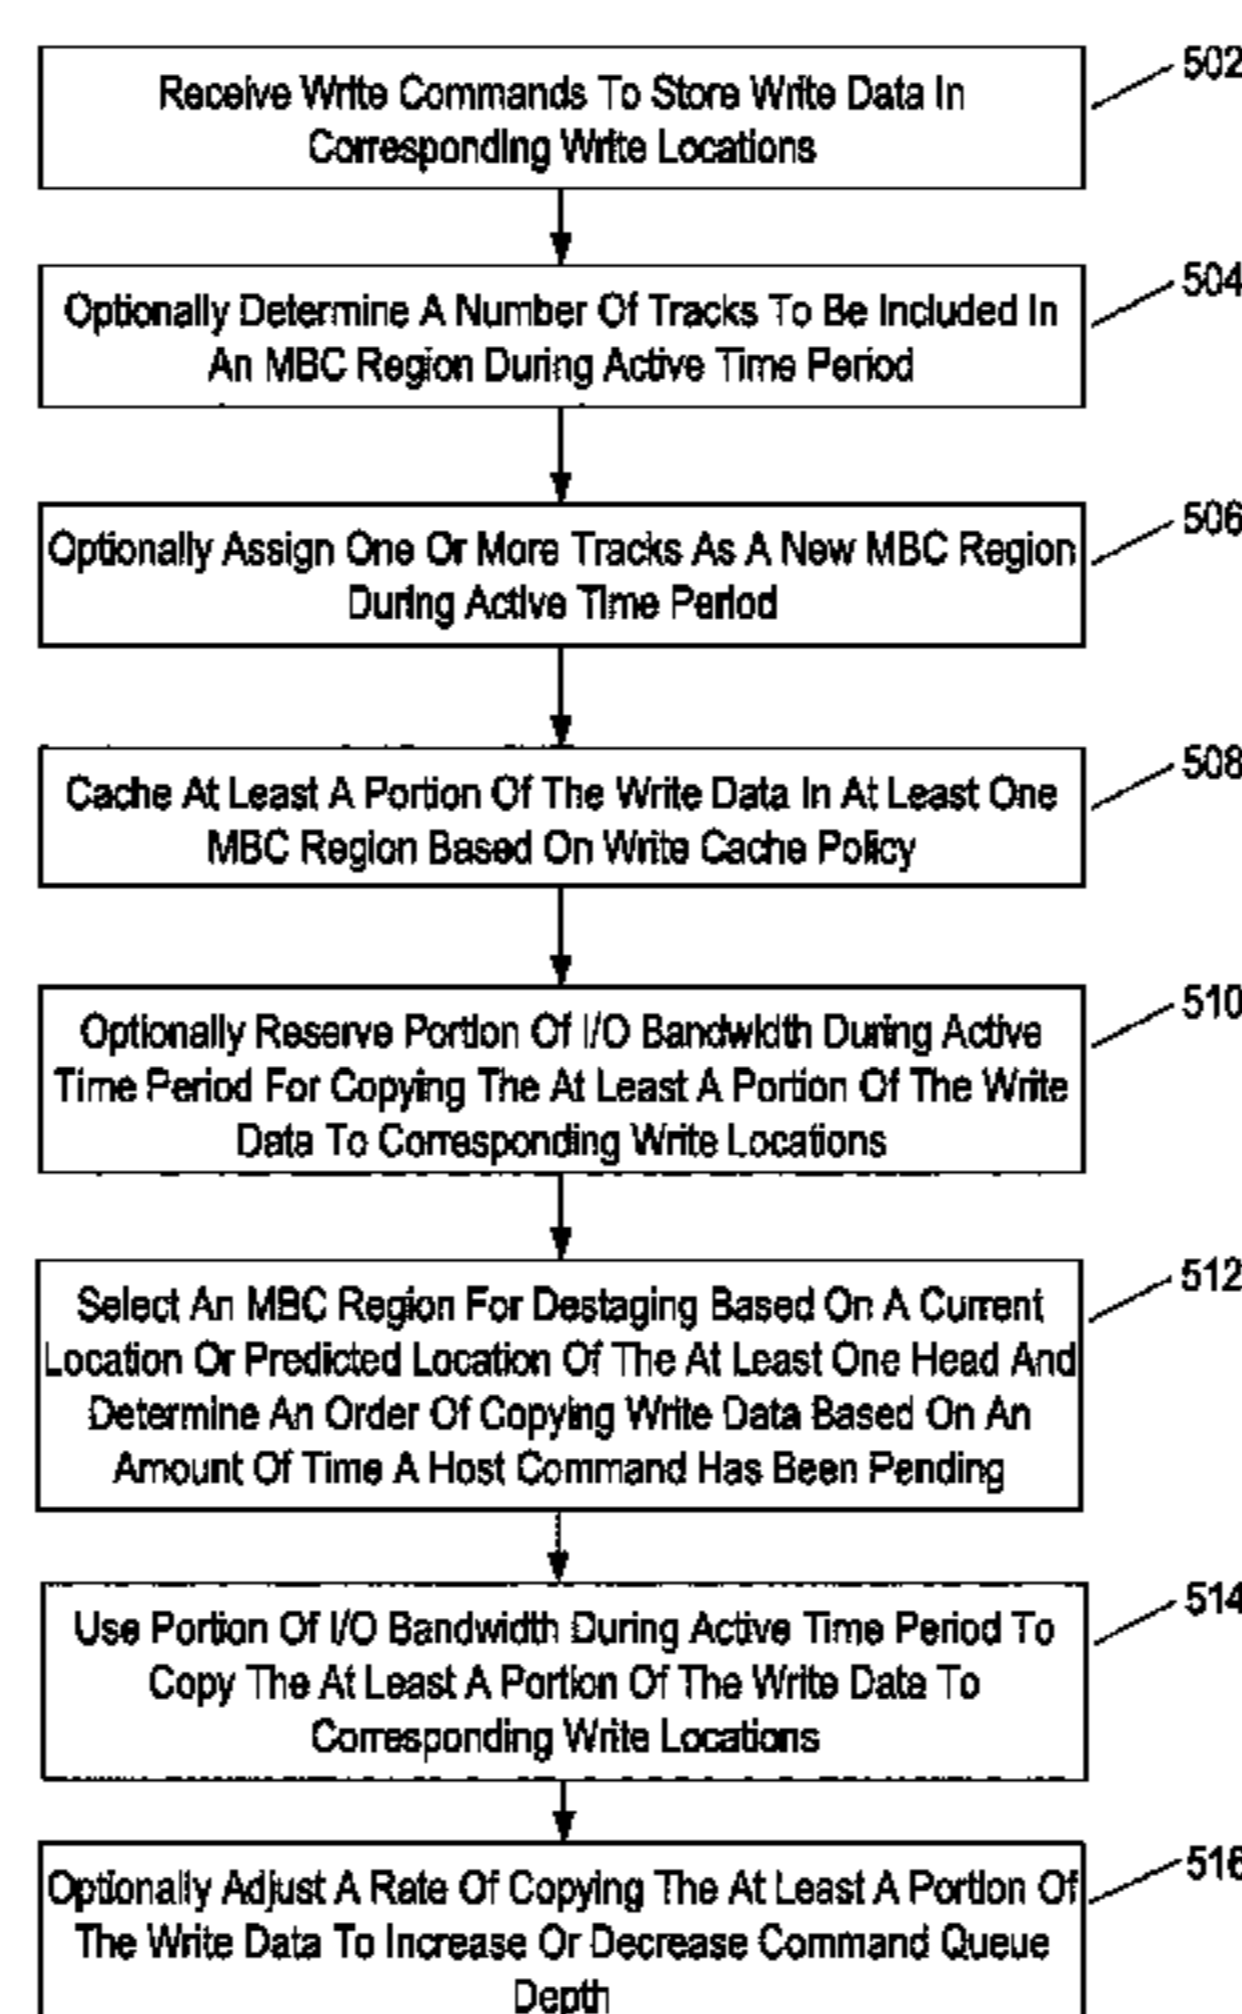 Receive Write Commands To Store Write Data In
Corresponding Write Locations
502
Optionally Determine A Number Of Tracks To Be Included In
An MBC Region During Active Time Period
504
Optionally Assign One Or More Tracks As A New MBC Region
During Active Time Period
506
Cache At Least A Portion Of The Write Data In At Least One
MBC Region Based On Write Cache Policy
508
Optionally Reserve Portion Of I/O Bandwidth During Active
Time Period For Copying The At Least A Portion Of The Write
Data To Corresponding Write Locations
510
Select An MBC Region For Destaging Based On A Current
Location Or Predicted Location Of The At Least One Head And
Determine An Order Of Copying Write Data Based On An
Amount Of Time A Host Command Has Been Pending
512
Use Portion Of I/O Bandwidth During Active Time Period To
Copy The At Least A Portion Of The Write Data To
Corresponding Write Locations
514
Optionally Adjust A Rate Of Copying The At Least A Portion Of
The Write Data To Increase Or Decrease Command Queue
Depth
516